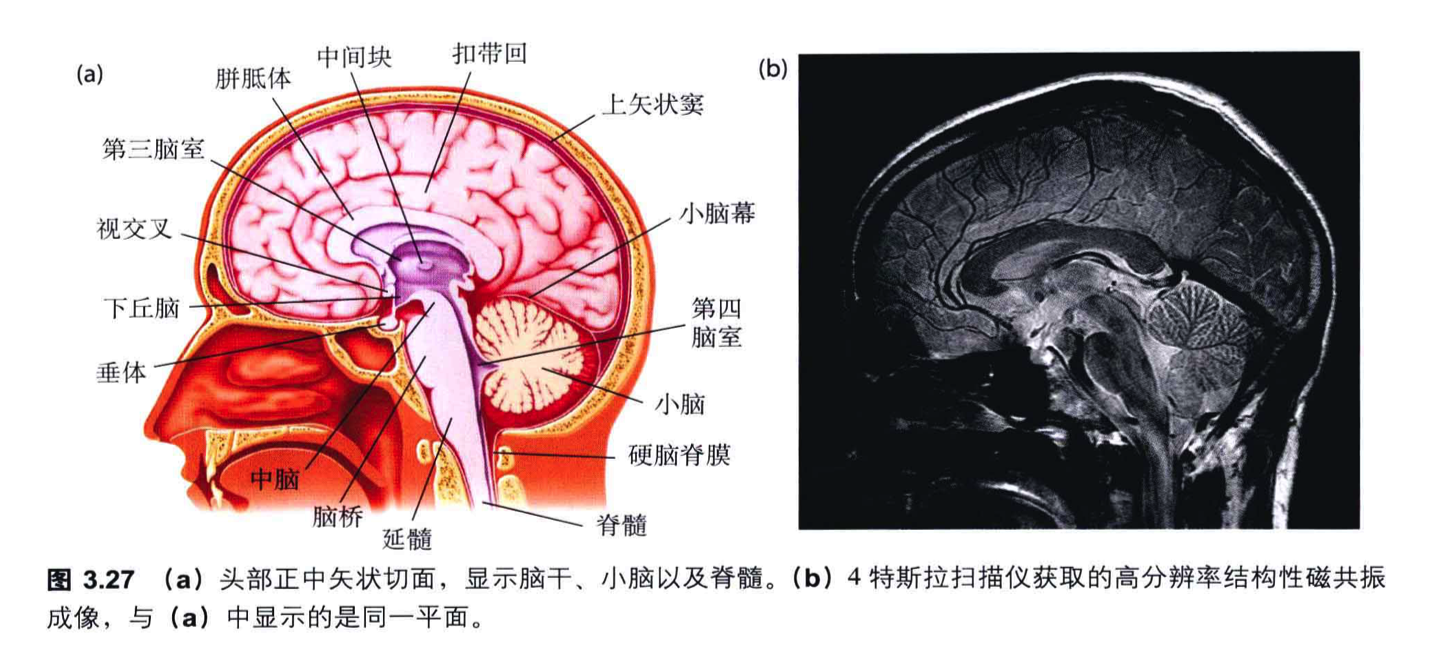 (a)
中间块
扣带回
胼胝体
上矢状窦
第三脑室
小脑幕
视交叉
下丘脑
第四
脑室
垂体
小脑
硬脑脊膜
中脑
脑桥
延髓
脊髓
(b)
图 3.27 （a）头部正中矢状切面，显示脑干、小脑以及脊髓。（b）4 特斯拉扫描仪获取的高分辨率结构性磁共振
成像，与（a）中显示的是同一平面。